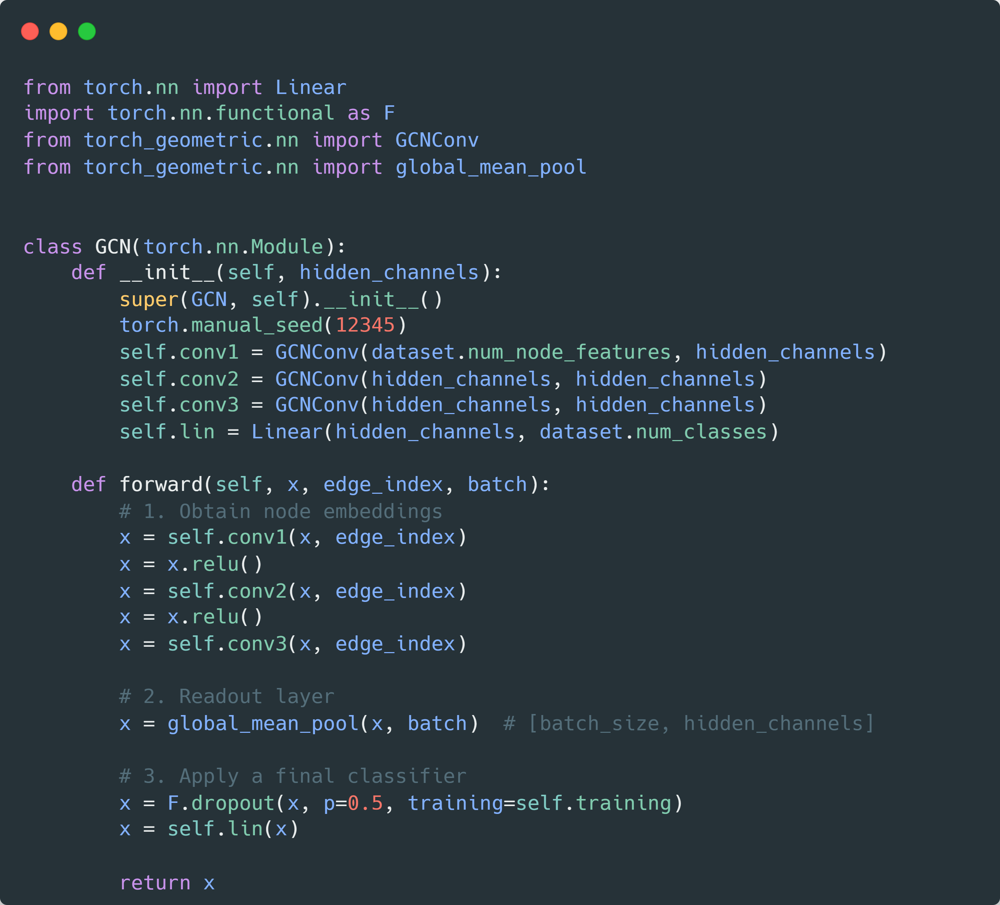 from torch.nn import Linear
import torch.nn.functional as F
from torch_geometric.nn import GCNConv
from torch_geometric.nn import global_mean_pool


class GCN(torch.nn.Module):
    def __init__(self, hidden_channels):
        super(GCN, self).__init__()
        torch.manual_seed(12345)
        self.conv1 = GCNConv(dataset.num_node_features, hidden_channels)
        self.conv2 = GCNConv(hidden_channels, hidden_channels)
        self.conv3 = GCNConv(hidden_channels, hidden_channels)
        self.lin = Linear(hidden_channels, dataset.num_classes)

    def forward(self, x, edge_index, batch):
        # 1. Obtain node embeddings
        x = self.conv1(x, edge_index)
        x = x.relu()
        x = self.conv2(x, edge_index)
        x = x.relu()
        x = self.conv3(x, edge_index)

        # 2. Readout layer
        x = global_mean_pool(x, batch)  # [batch_size, hidden_channels]

        # 3. Apply a final classifier
        x = F.dropout(x, p=0.5, training=self.training)
        x = self.lin(x)

        return x